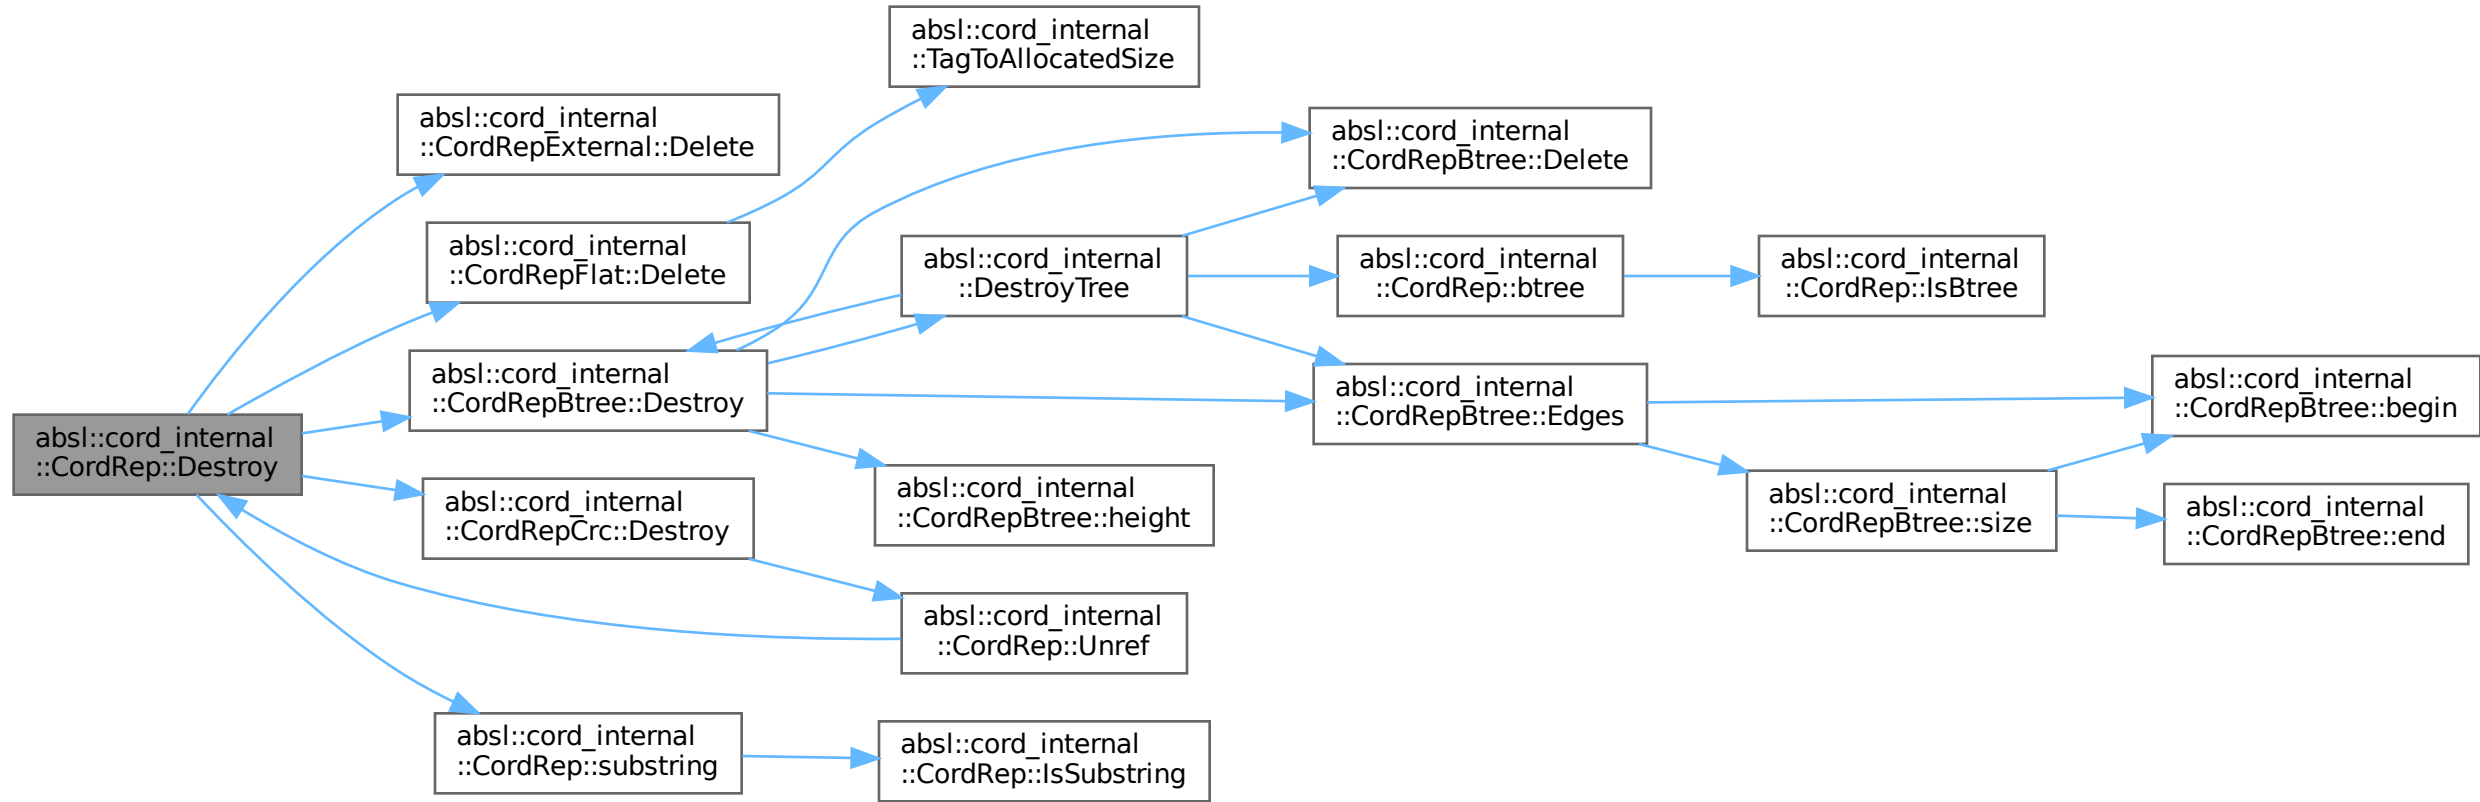 absl::cord_internal
::TagToAllocatedSize
absl::cord_internal
::CordRepExternal::Delete
absl::cord_internal
::CordRepBtree::Delete
absl::cord_internal
::CordRepFlat::Delete
absl::cord_internal
::DestroyTree
absl::cord_internal
::CordRep::btree
absl::cord_internal
::CordRep::IsBtree
absl::cord_internal
::CordRepBtree::Destroy
absl::cord_internal
::CordRepBtree::Edges
absl::cord_internal
::CordRepBtree::begin
absl::cord_internal
::CordRep::Destroy
absl::cord_internal
::CordRepCrc::Destroy
absl::cord_internal
::CordRepBtree::height
absl::cord_internal
::CordRepBtree::size
absl::cord_internal
::CordRepBtree::end
absl::cord_internal
::CordRep::Unref
absl::cord_internal
::CordRep::substring
absl::cord_internal
::CordRep::IsSubstring